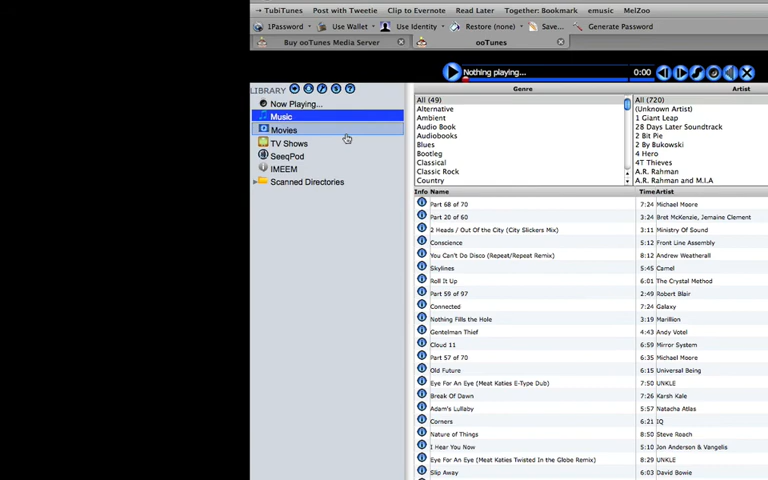 TubiTunes Post with Tweetie Clip to Evernote Read Later Together: Bookmark emusic MelZoo
1Password Use Wallet Use Identity Restore (none) Save... Generate Password
Buy ooTunes Media Server ooTunes
Nothing playing... 0:00
LIBRARY Genre Artist
Now Playing...
Music
Movies
TV Shows
SeeqPod
IMEEM
Scanned Directories
All (49) All (720)
Alternative (Unknown Artist)
Ambient 1 Giant Leap
Audio Book 28 Days Later Soundtrack
Audiobooks 2 Bit Pie
Blues 2 By Bukowski
Bootleg 4 Hero
Classical 4T Thieves
Classic Rock A.R. Rahman
Country A.R. Rahman and M.I.A
Info Name Time Artist
Part 68 of 70 7:24 Michael Moore
Part 20 of 60 3:24 Bret McKenzie, Jemaine Clement
2 Heads / Out Of the City (City Slickers Mix) 3:11 Ministry Of Sound
Conscience 5:12 Front Line Assembly
You Can't Do Disco (Repeat/Repeat Remix) 8:12 Andrew Weatherall
Skylines 5:45 Camel
Roll It Up 6:01 The Crystal Method
Part 59 of 97 2:49 Robert Blair
Connected 7:24 Galaxy
Nothing Fills the Hole 3:19 Marillion
Gentelman Thief 4:43 Andy Votel
Cloud 11 6:59 Mirror System
Part 57 of 70 6:35 Michael Moore
Old Future 6:15 Universal Being
Eye For An Eye (Meat Katies E-Type Dub) 7:50 UNKLE
Break Of Dawn 7:26 Karsh Kale
Adam's Lullaby 5:57 Natacha Atlas
Corners 6:21 IQ
Nature of Things 8:50 Steve Roach
I Hear You Now 5:10 Jon Anderson & Vangelis
Eye For An Eye (Meat Katies Twisted In the Globe Remix) 8:29 UNKLE
Slip Away 6:03 David Bowie